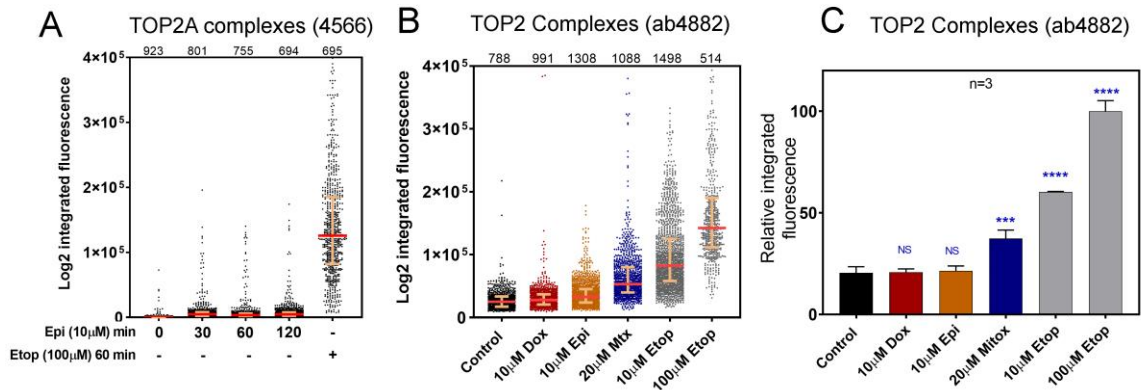 A
TOP2A complexes (4566)
923 801 755 694 695
4×10⁵
3×10⁵
2×10⁵
1×10⁵
0
Log2 integrated fluorescence
Epi (10μM) min 0 30 60 120 -
Etop (100μM) 60 min - - - - +
B
TOP2 Complexes (ab4882)
788 991 1308 1088 1498 514
4×10⁵
3×10⁵
2×10⁵
1×10⁵
0
Log2 integrated fluorescence
Control
10μM Dox
10μM Epi
20μM Mtx
10μM Etop
100μM Etop
C
TOP2 Complexes (ab4882)
n=3
100
50
0
Relative integrated
fluorescence
NS
NS
***
****
****
Control
10μM Dox
10μM Epi
20μM Mitox
10μM Etop
100μM Etop